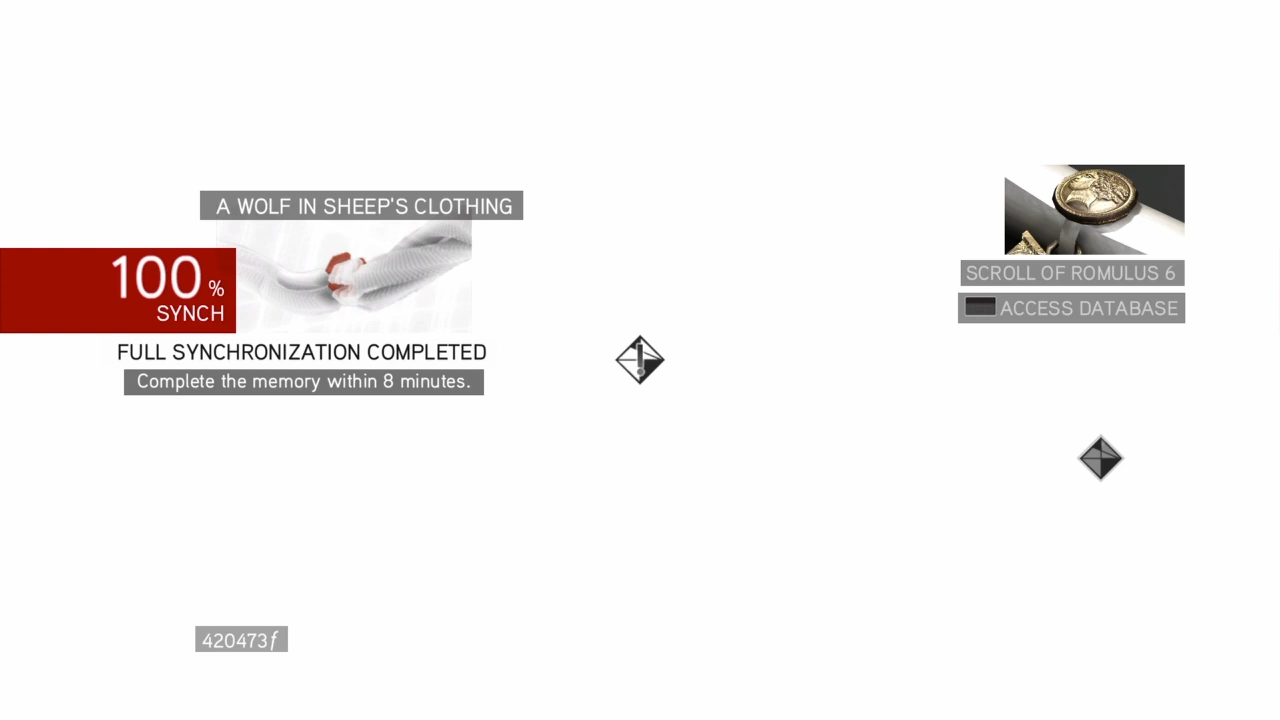 A WOLF IN SHEEP'S CLOTHING
100 %
SYNCH
FULL SYNCHRONIZATION COMPLETED
Complete the memory within 8 minutes.
SCROLL OF ROMULUS 6
ACCESS DATABASE
420473ƒ